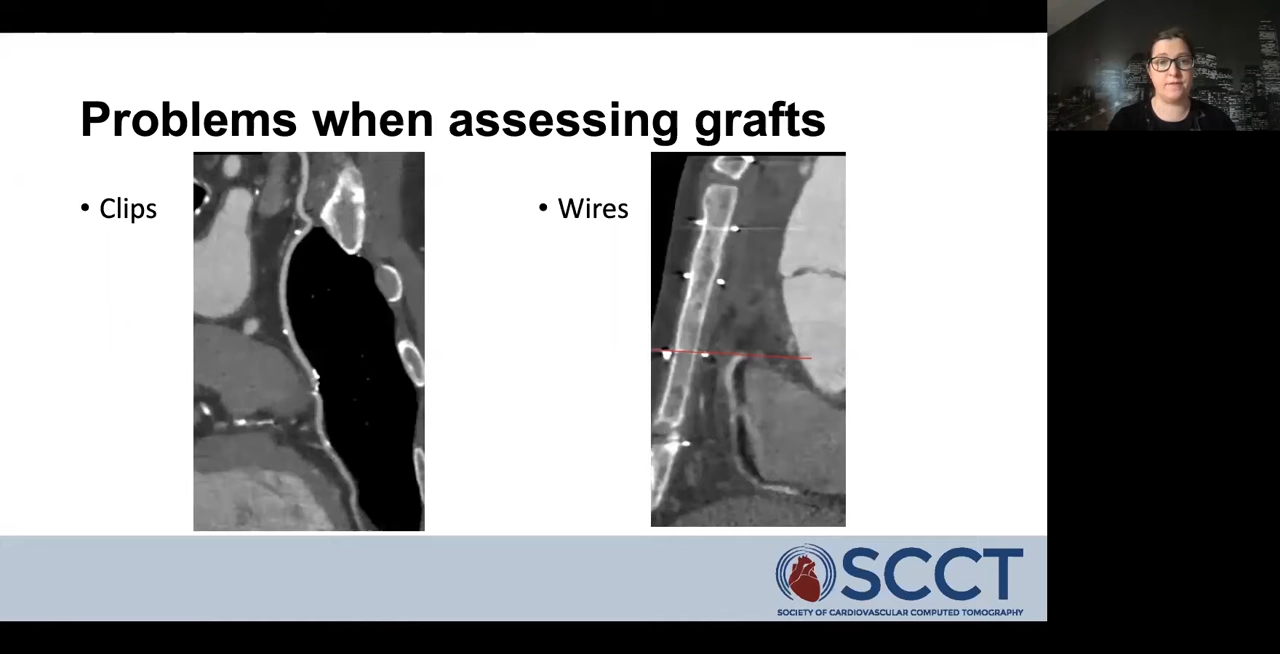 Problems when assessing grafts
• Clips
• Wires
SCCT
SOCIETY OF CARDIOVASCULAR COMPUTED TOMOGRAPHY